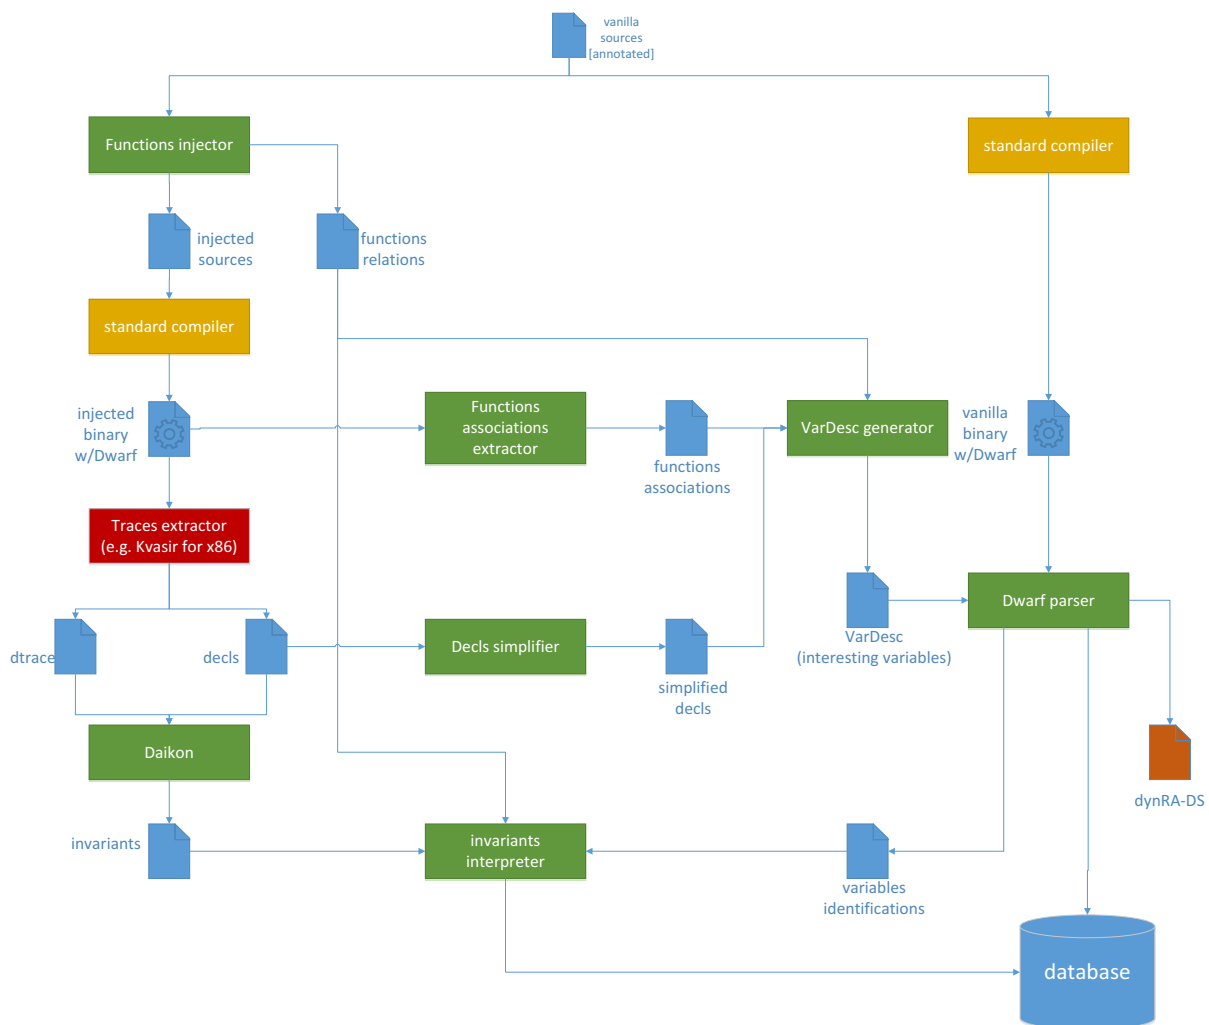 vanilla
sources
[annotated]
Functions injector
standard compiler
injected
sources
functions
relations
standard compiler
injected
binary
w/Dwarf
Functions
associations
extractor
functions
associations
VarDesc generator
vanilla
binary
w/Dwarf
Traces extractor
(e.g. Kvasir for x86)
dtrace
decls
Decls simplifier
simplified
decls
VarDesc
(interesting variables)
Dwarf parser
Daikon
dynRA-DS
invariants
invariants
interpreter
variables
identifications
database